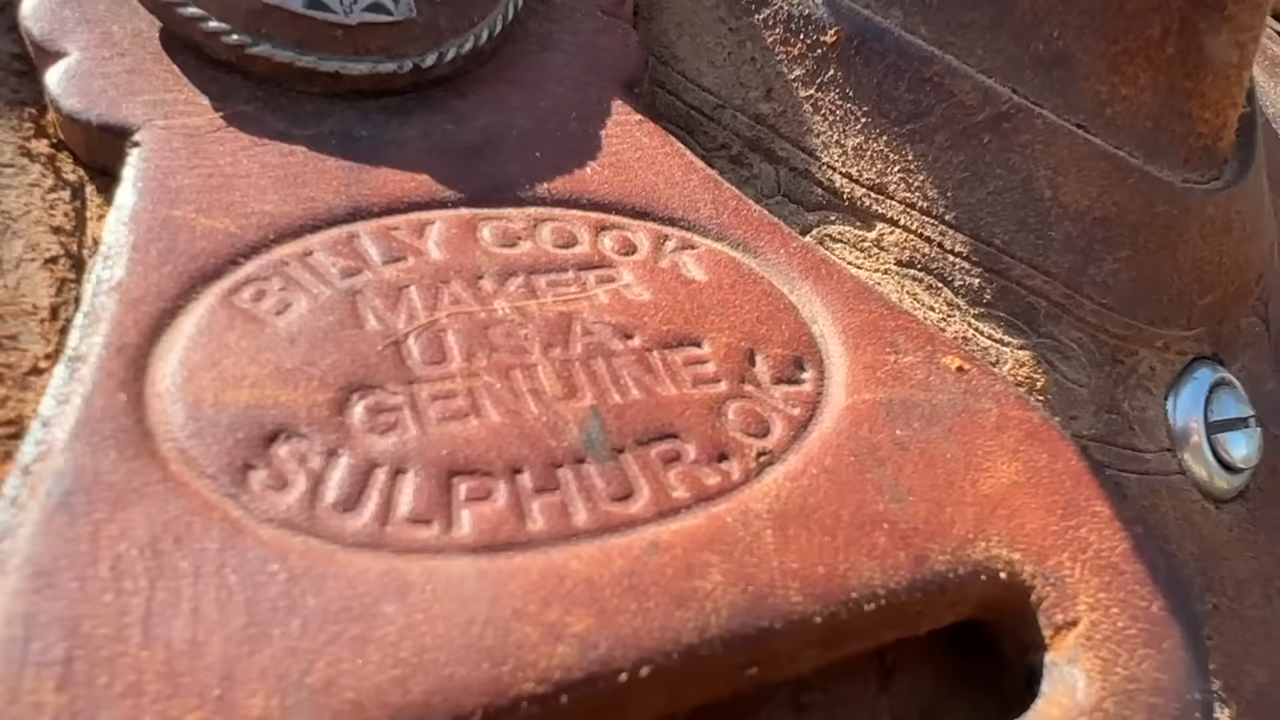 BILLY COOK
MAKER
U.S.A.
GENUINE
SULPHUR, OK